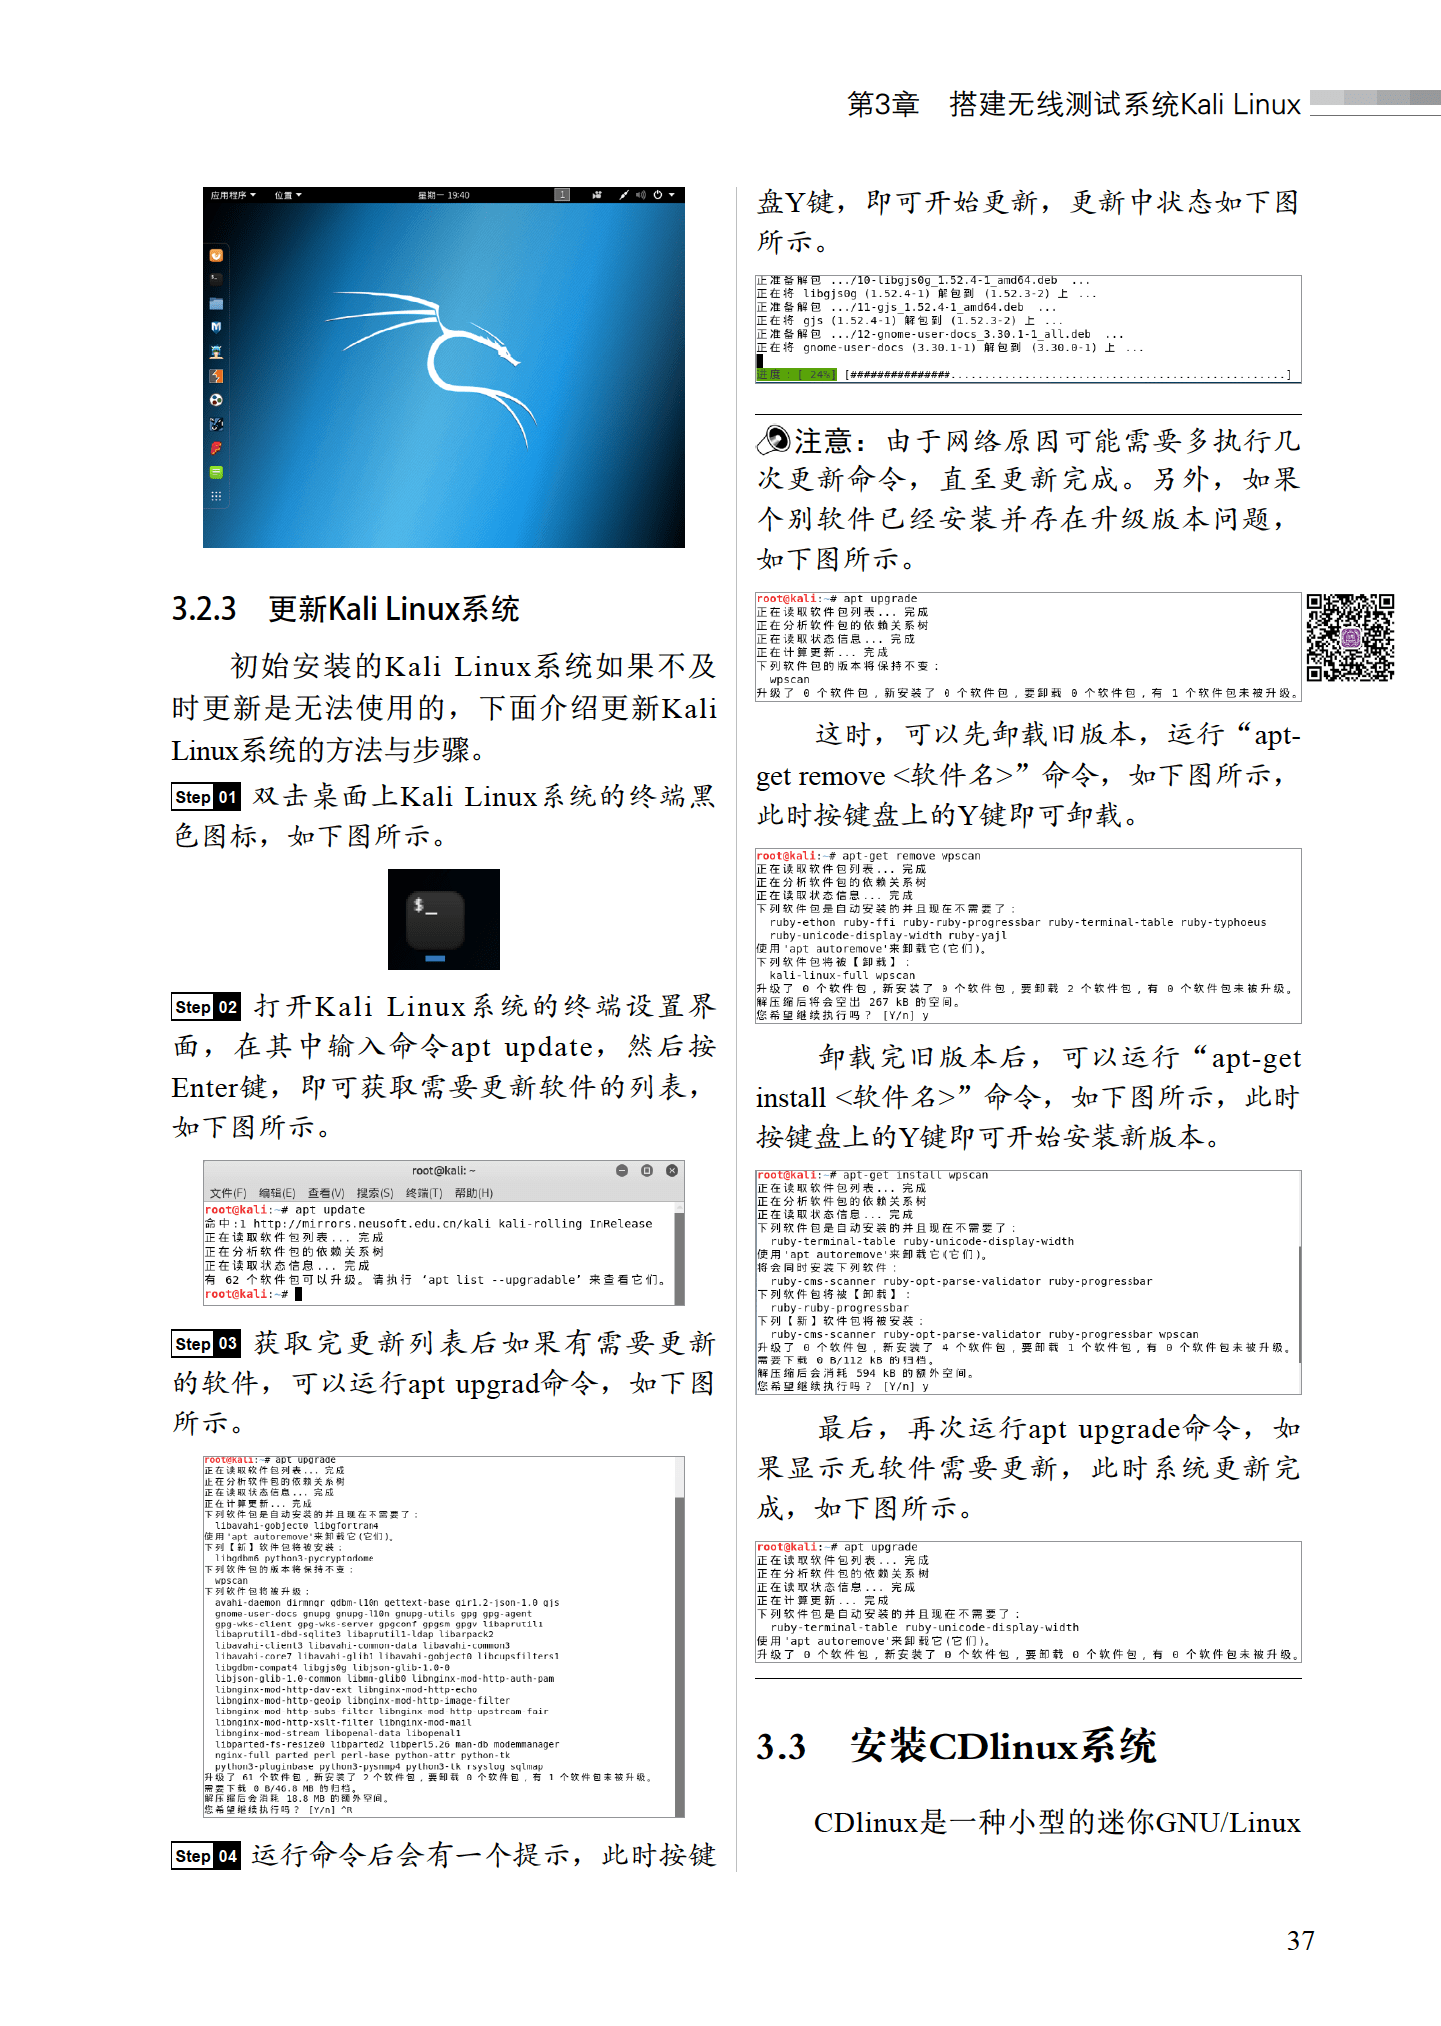 第3章　搭建无线测试系统Kali Linux
应用程序 位置 星期一 19:40 1
3.2.3　更新Kali Linux系统
初始安装的Kali Linux系统如果不及
时更新是无法使用的，下面介绍更新Kali
Linux系统的方法与步骤。
Step 01 双击桌面上Kali Linux系统的终端黑
色图标，如下图所示。
$_
Step 02 打开Kali Linux系统的终端设置界
面，在其中输入命令apt update，然后按
Enter键，即可获取需要更新软件的列表，
如下图所示。
root@kali: ~
文件(F) 编辑(E) 查看(V) 搜索(S) 终端(T) 帮助(H)
root@kali:~# apt update
命中:1 http://mirrors.neusoft.edu.cn/kali kali-rolling InRelease
正在读取软件包列表... 完成
正在分析软件包的依赖关系树
正在读取状态信息... 完成
有 62 个软件包可以升级。请执行 ‘apt list --upgradable’ 来查看它们。
root@kali:~#
Step 03 获取完更新列表后如果有需要更新
的软件，可以运行apt upgrad命令，如下图
所示。
root@kali:~# apt upgrade
正在读取软件包列表... 完成
正在分析软件包的依赖关系树
正在读取状态信息... 完成
正在计算更新... 完成
下列软件包是自动安装的并且现在不需要了：
libavahi-gobject0 libgfortran4
使用'apt autoremove'来卸载它(它们)。
下列【新】软件包将被安装：
libgdbm6 python3-pycryptodome
下列软件包的版本将保持不变：
wpscan
下列软件包将被升级：
avahi-daemon dirmngr gdbm-l10n gettext-base gir1.2-json-1.0 gjs
gnome-user-docs gnupg gnupg-l10n gnupg-utils gpg gpg-agent
gpg-wks-client gpg-wks-server gpgconf gpgsm gpgv libaprutil1
libaprutil1-dbd-sqlite3 libaprutil1-ldap libarpack2
libavahi-client3 libavahi-common-data libavahi-common3
libavahi-core7 libavahi-glib1 libavahi-gobject0 libcupsfilters1
libgdbm-compat4 libgjs0g libjson-glib-1.0-0
libjson-glib-1.0-common libmm-glib0 libnginx-mod-http-auth-pam
libnginx-mod-http-dav-ext libnginx-mod-http-echo
libnginx-mod-http-geoip libnginx-mod-http-image-filter
libnginx-mod-http-subs-filter libnginx-mod-http-upstream-fair
libnginx-mod-http-xslt-filter libnginx-mod-mail
libnginx-mod-stream libopenal-data libopenal1
libparted-fs-resize0 libparted2 libperl5.26 man-db modemmanager
nginx-full parted perl perl-base python-attr python-tk
python3-pluginbase python3-pysnmp4 python3-tk rsyslog sqlmap
升级了 61 个软件包，新安装了 2 个软件包，要卸载 0 个软件包，有 1 个软件包未被升级。
需要下载 0 B/46.8 MB 的归档。
解压缩后会消耗 18.8 MB 的额外空间。
您希望继续执行吗？ [Y/n] ^R
Step 04 运行命令后会有一个提示，此时按键
盘Y键，即可开始更新，更新中状态如下图
所示。
正准备解包 .../10-libgjs0g_1.52.4-1_amd64.deb ...
正在将 libgjs0g (1.52.4-1) 解包到 (1.52.3-2) 上 ...
正准备解包 .../11-gjs_1.52.4-1_amd64.deb ...
正在将 gjs (1.52.4-1) 解包到 (1.52.3-2) 上 ...
正准备解包 .../12-gnome-user-docs_3.30.1-1_all.deb ...
正在将 gnome-user-docs (3.30.1-1) 解包到 (3.30.0-1) 上 ...
进度：[ 24%] [###############..................................................]
注意：由于网络原因可能需要多执行几
次更新命令，直至更新完成。另外，如果
个别软件已经安装并存在升级版本问题，
如下图所示。
root@kali:~# apt upgrade
正在读取软件包列表... 完成
正在分析软件包的依赖关系树
正在读取状态信息... 完成
正在计算更新... 完成
下列软件包的版本将保持不变：
wpscan
升级了 0 个软件包，新安装了 0 个软件包，要卸载 0 个软件包，有 1 个软件包未被升级。
这时，可以先卸载旧版本，运行“apt-
get remove <软件名>”命令，如下图所示，
此时按键盘上的Y键即可卸载。
root@kali:~# apt-get remove wpscan
正在读取软件包列表... 完成
正在分析软件包的依赖关系树
正在读取状态信息... 完成
下列软件包是自动安装的并且现在不需要了：
ruby-ethon ruby-ffi ruby-ruby-progressbar ruby-terminal-table ruby-typhoeus
ruby-unicode-display-width ruby-yajl
使用'apt autoremove'来卸载它(它们)。
下列软件包将被【卸载】：
kali-linux-full wpscan
升级了 0 个软件包，新安装了 0 个软件包，要卸载 2 个软件包，有 0 个软件包未被升级。
解压缩后将会空出 267 kB 的空间。
您希望继续执行吗？ [Y/n] y
卸载完旧版本后，可以运行“apt-get
install <软件名>”命令，如下图所示，此时
按键盘上的Y键即可开始安装新版本。
root@kali:~# apt-get install wpscan
正在读取软件包列表... 完成
正在分析软件包的依赖关系树
正在读取状态信息... 完成
下列软件包是自动安装的并且现在不需要了：
ruby-terminal-table ruby-unicode-display-width
使用'apt autoremove'来卸载它(它们)。
将会同时安装下列软件：
ruby-cms-scanner ruby-opt-parse-validator ruby-progressbar
下列软件包将被【卸载】：
ruby-ruby-progressbar
下列【新】软件包将被安装：
ruby-cms-scanner ruby-opt-parse-validator ruby-progressbar wpscan
升级了 0 个软件包，新安装了 4 个软件包，要卸载 1 个软件包，有 0 个软件包未被升级。
需要下载 0 B/112 kB 的归档。
解压缩后会消耗 594 kB 的额外空间。
您希望继续执行吗？ [Y/n] y
最后，再次运行apt upgrade命令，如
果显示无软件需要更新，此时系统更新完
成，如下图所示。
root@kali:~# apt upgrade
正在读取软件包列表... 完成
正在分析软件包的依赖关系树
正在读取状态信息... 完成
正在计算更新... 完成
下列软件包是自动安装的并且现在不需要了：
ruby-terminal-table ruby-unicode-display-width
使用'apt autoremove'来卸载它(它们)。
升级了 0 个软件包，新安装了 0 个软件包，要卸载 0 个软件包，有 0 个软件包未被升级。
3.3　安装CDlinux系统
CDlinux是一种小型的迷你GNU/Linux
37